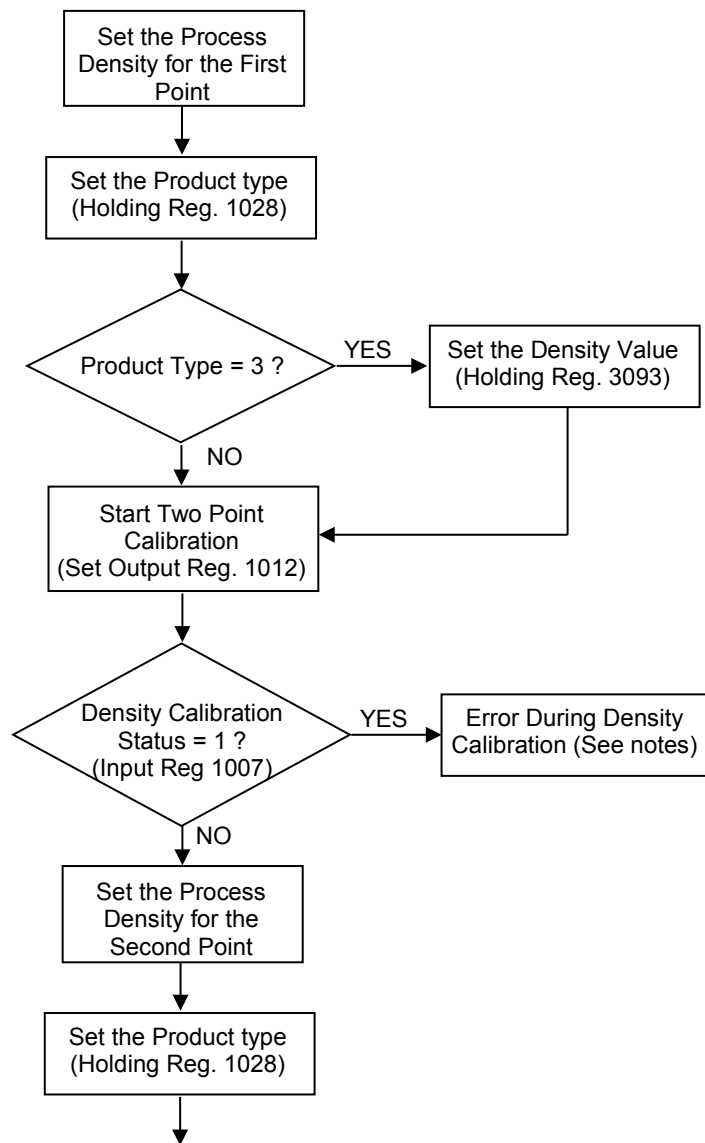 Set the Process
Density for the First
Point
Set the Product type
(Holding Reg. 1028)
Product Type = 3 ?
YES
Set the Density Value
(Holding Reg. 3093)
NO
Start Two Point
Calibration
(Set Output Reg. 1012)
Density Calibration
Status = 1 ?
(Input Reg 1007)
YES
Error During Density
Calibration (See notes)
NO
Set the Process
Density for the
Second Point
Set the Product type
(Holding Reg. 1028)